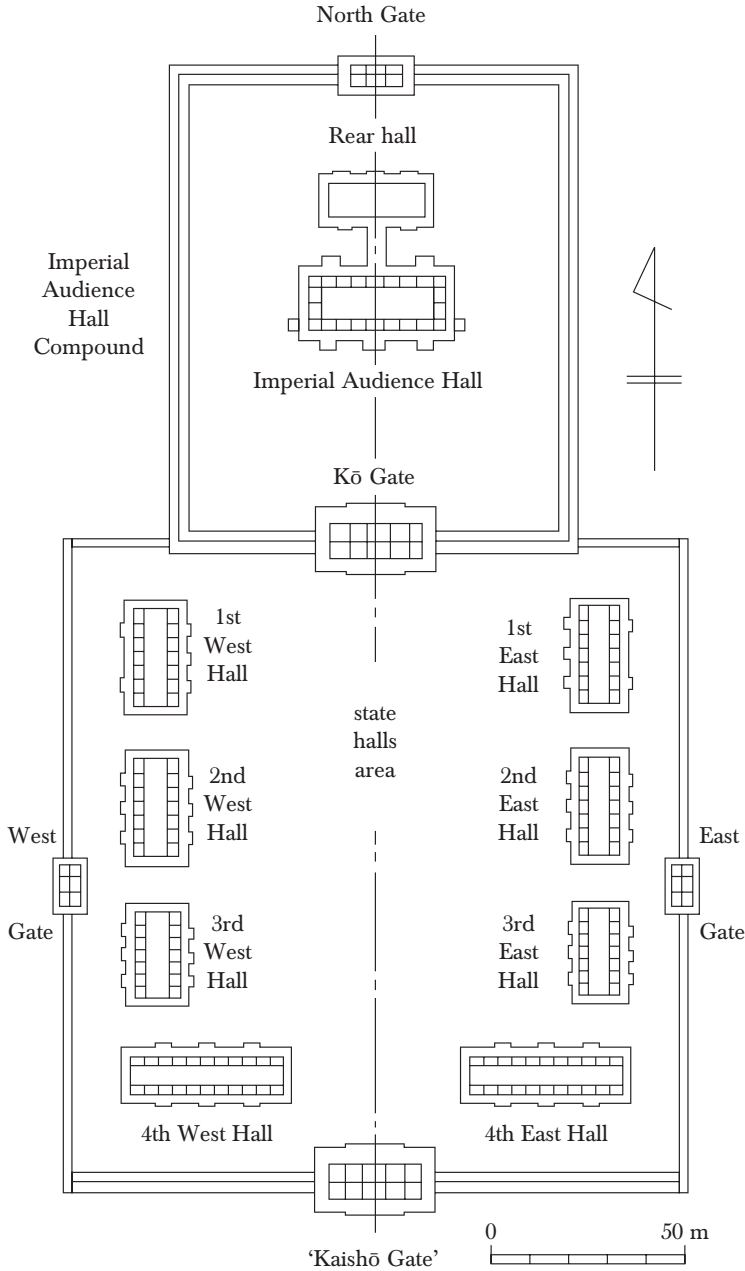 North Gate
Rear hall
Imperial
Audience
Hall
Compound
Imperial Audience Hall
Kō Gate
1st
West
Hall
1st
East
Hall
state
halls
area
2nd
West
Hall
2nd
East
Hall
West
Gate
East
Gate
3rd
West
Hall
3rd
East
Hall
4th West Hall
4th East Hall
‘Kaishō Gate’
0
50 m